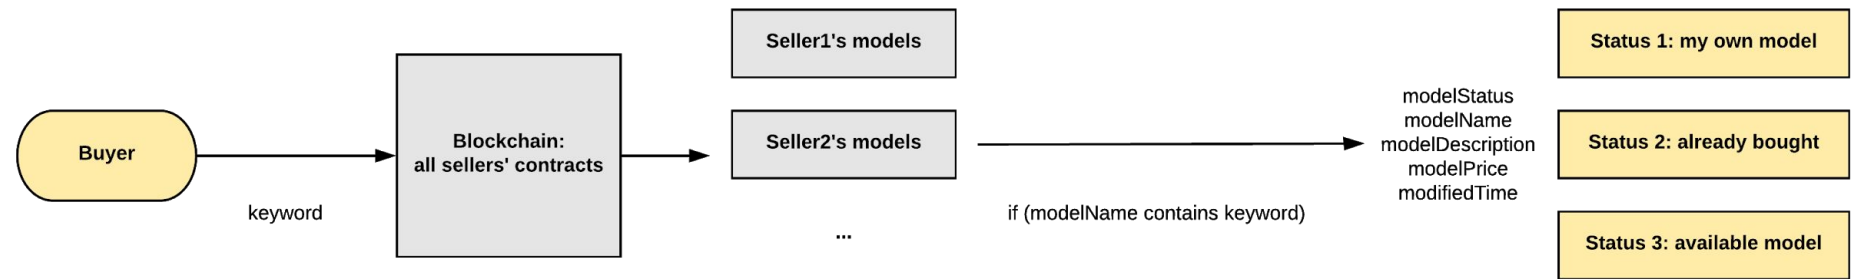 Buyer
keyword
Blockchain:
all sellers' contracts
Seller1's models
Seller2's models
...
if (modelName contains keyword)
modelStatus
modelName
modelDescription
modelPrice
modifiedTime
Status 1: my own model
Status 2: already bought
Status 3: available model